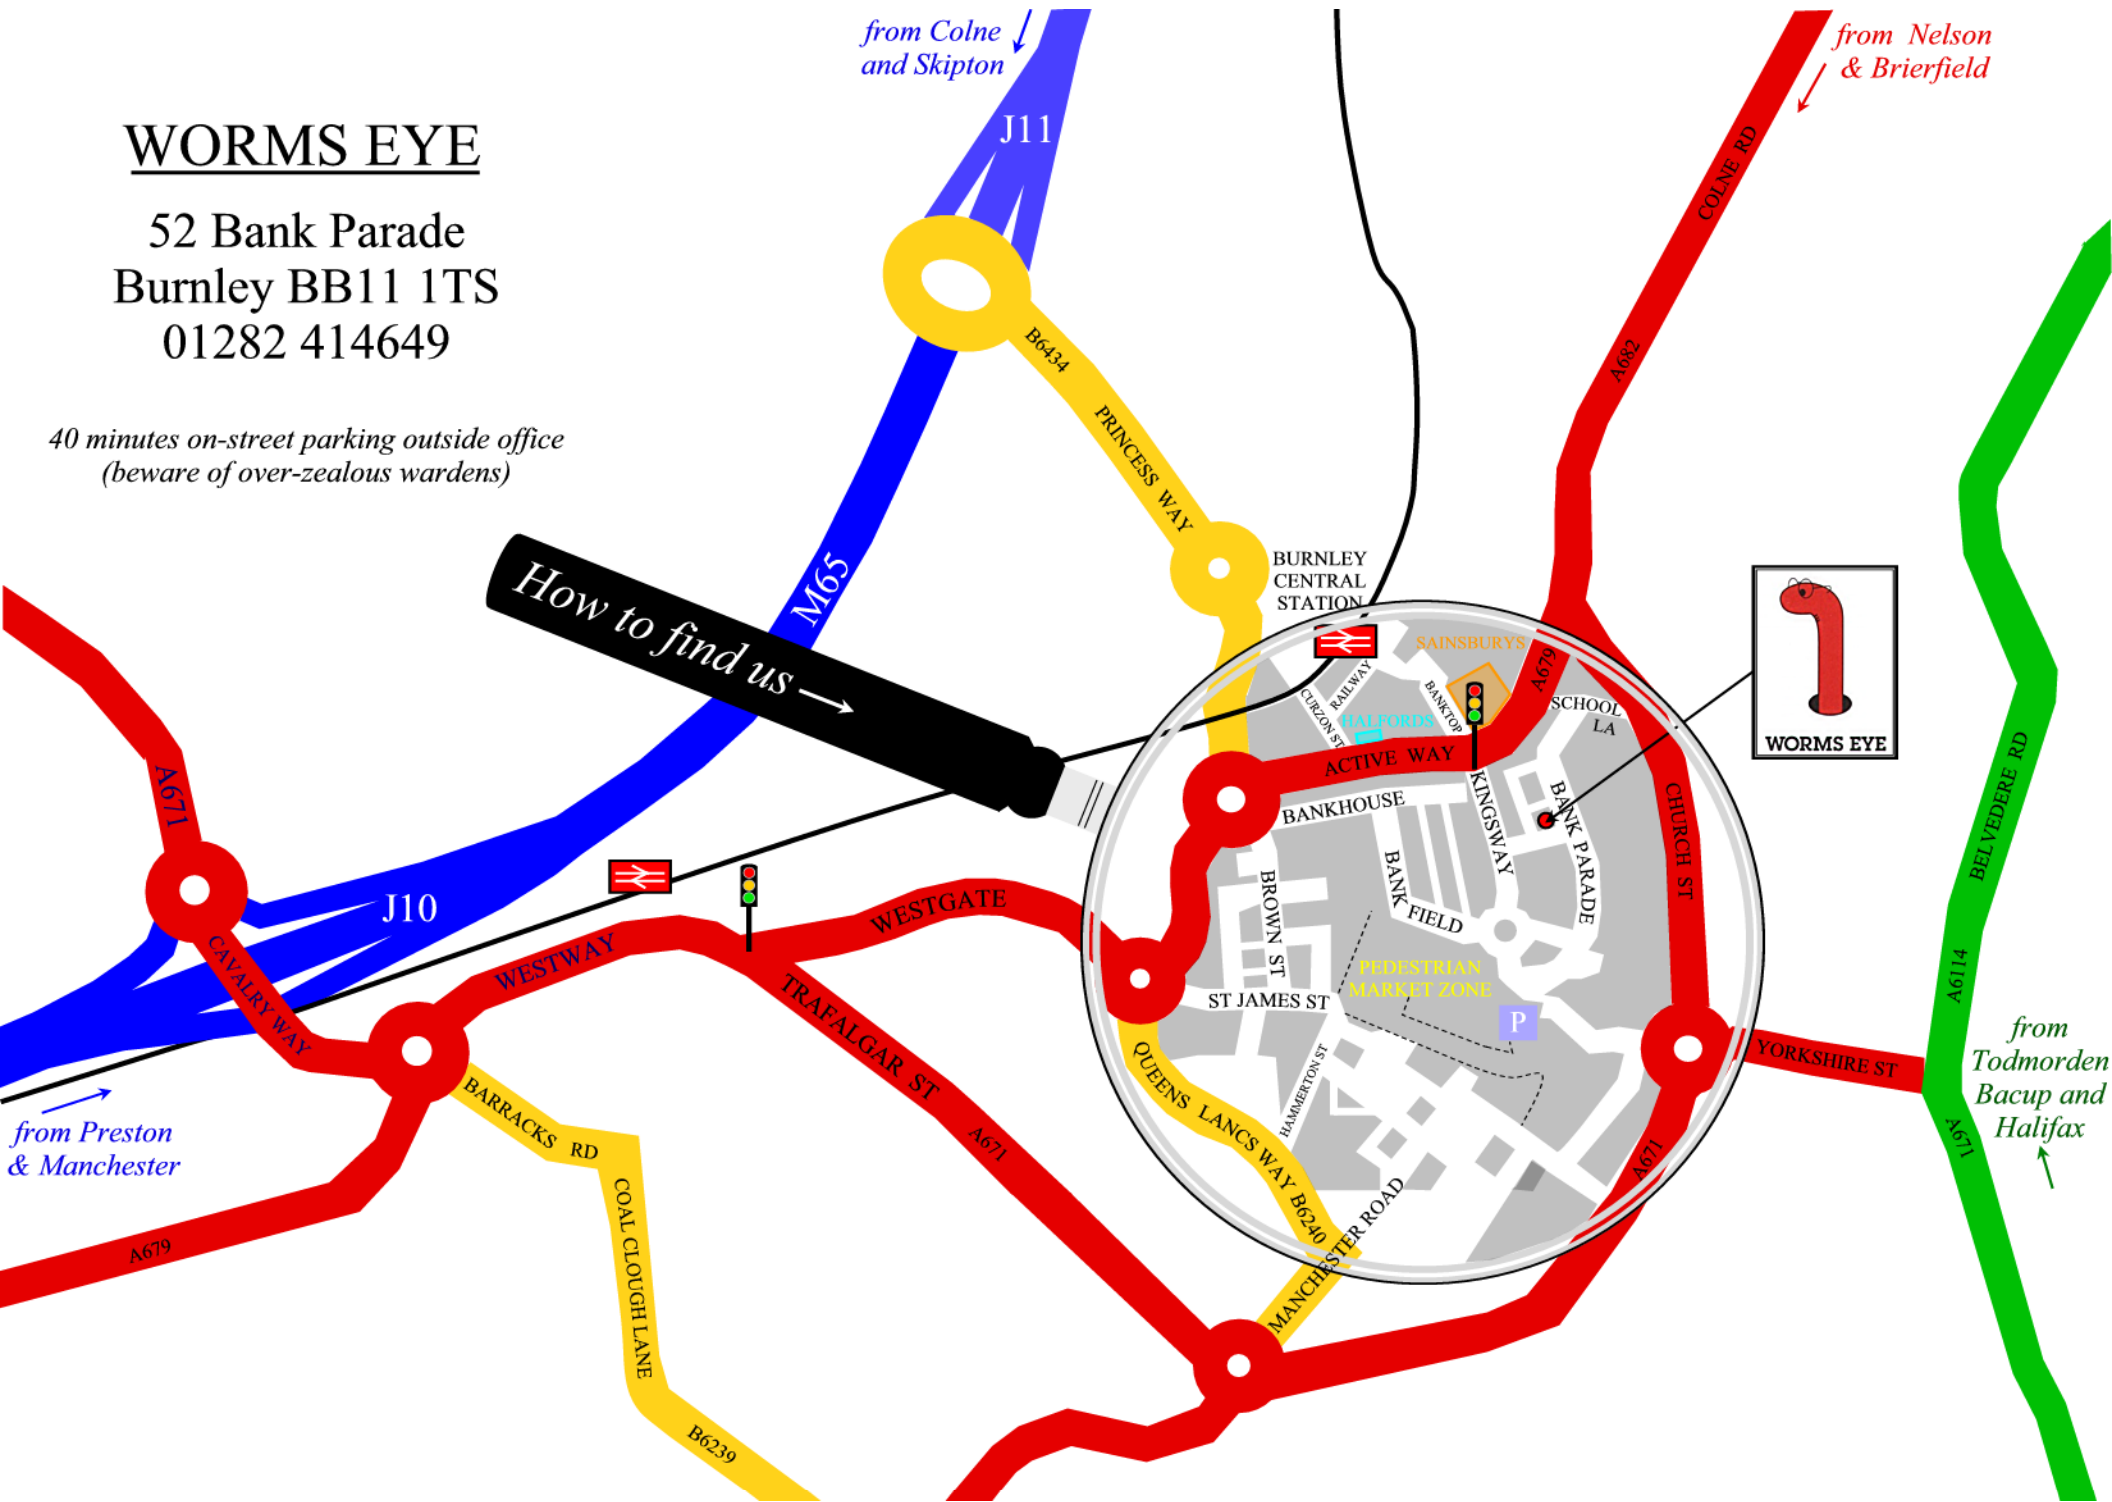 WORMS EYE
52 Bank Parade
Burnley BB11 1TS
01282 414649
40 minutes on-street parking outside office
(beware of over-zealous wardens)
from Colne
and Skipton
J11
from Nelson
& Brierfield
COLNE RD
A682
B6434
PRINCESS WAY
M65
How to find us
BURNLEY
CENTRAL
STATION
SAINSBURYS
A679
RAILWAY
CURZON ST
BANKTOP
HALFORDS
SCHOOL
LA
ACTIVE WAY
WORMS EYE
BANKHOUSE
KINGSWAY
BANK PARADE
CHURCH ST
BELVEDERE RD
BANK
FIELD
BROWN ST
A671
J10
CAVALRY WAY
WESTWAY
WESTGATE
TRAFALGAR ST
A671
PEDESTRIAN
MARKET ZONE
ST JAMES ST
P
A6114
YORKSHIRE ST
from
Todmorden
Bacup and
Halifax
A671
QUEENS LANCS WAY B6240
HAMMERTON ST
A671
MANCHESTER ROAD
from Preston
& Manchester
BARRACKS RD
COAL CLOUGH LANE
A679
B6239